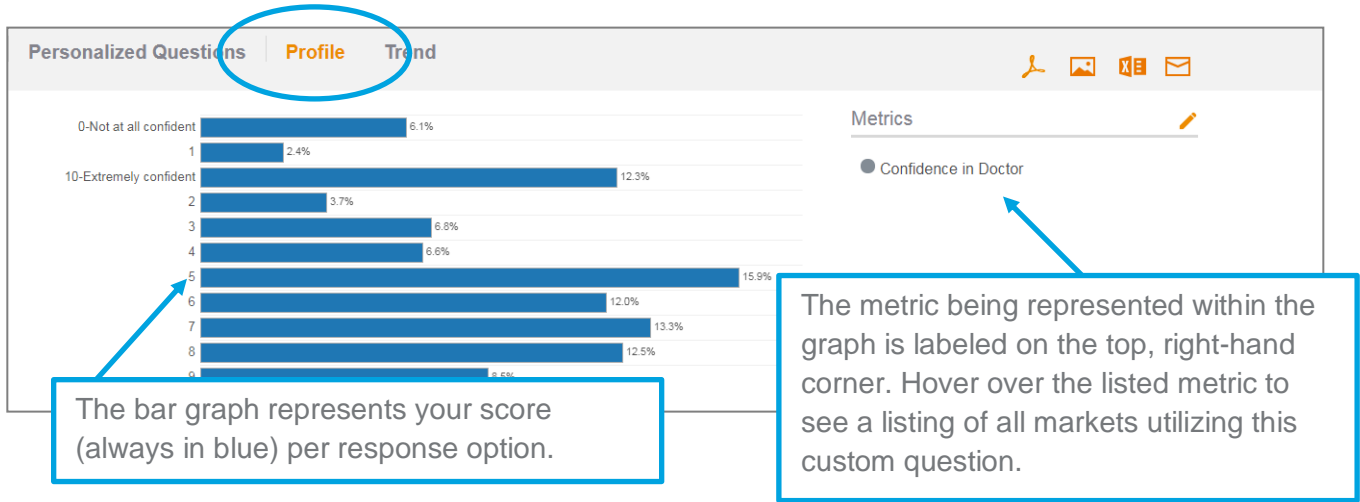 Personalized Questions Profile Trend
Metrics
Confidence in Doctor
0-Not at all confident 6.1%
1 2.4%
10-Extremely confident 12.3%
2 3.7%
3 6.8%
4 6.6%
5 15.9%
6 12.0%
7 13.3%
8 12.5%
9 8.5%
The bar graph represents your score
(always in blue) per response option.
The metric being represented within the
graph is labeled on the top, right-hand
corner. Hover over the listed metric to
see a listing of all markets utilizing this
custom question.